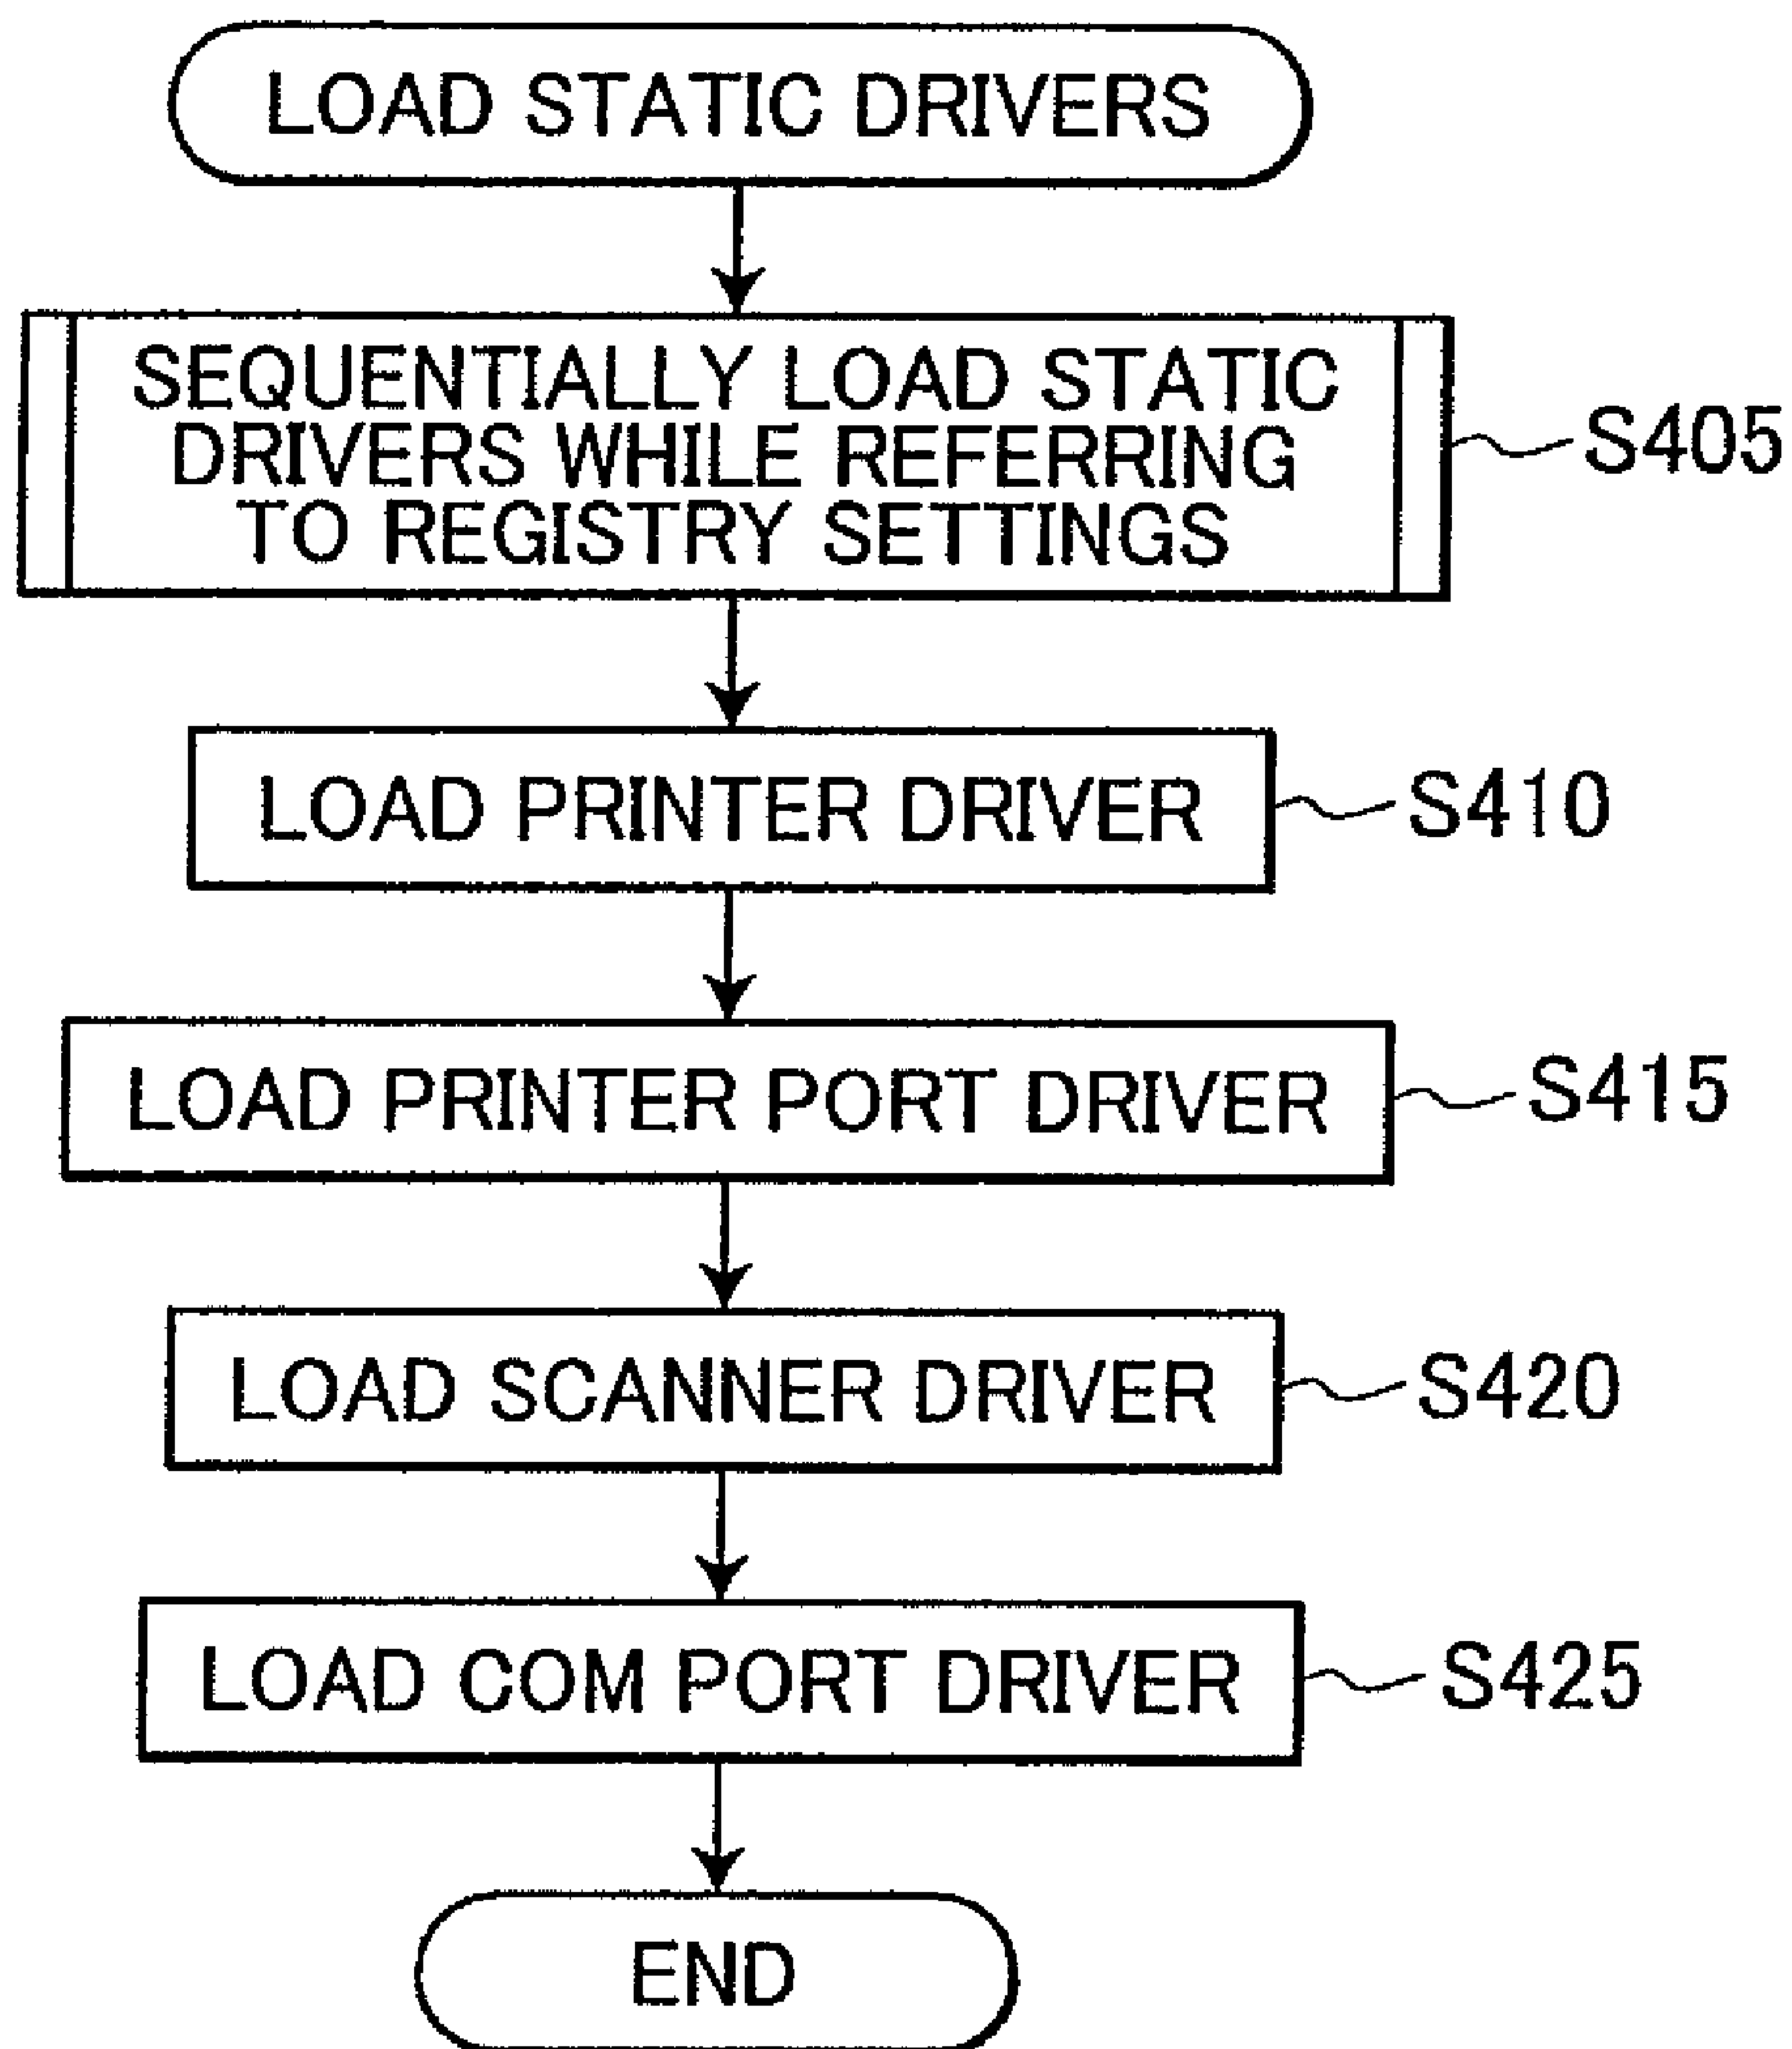 LOAD STATIC DRIVERS
SEQUENTIALLY LOAD STATIC
DRIVERS WHILE REFERRING
TO REGISTRY SETTINGS
S405
LOAD PRINTER DRIVER
S410
LOAD PRINTER PORT DRIVER
S415
LOAD SCANNER DRIVER
S420
LOAD COM PORT DRIVER
S425
END